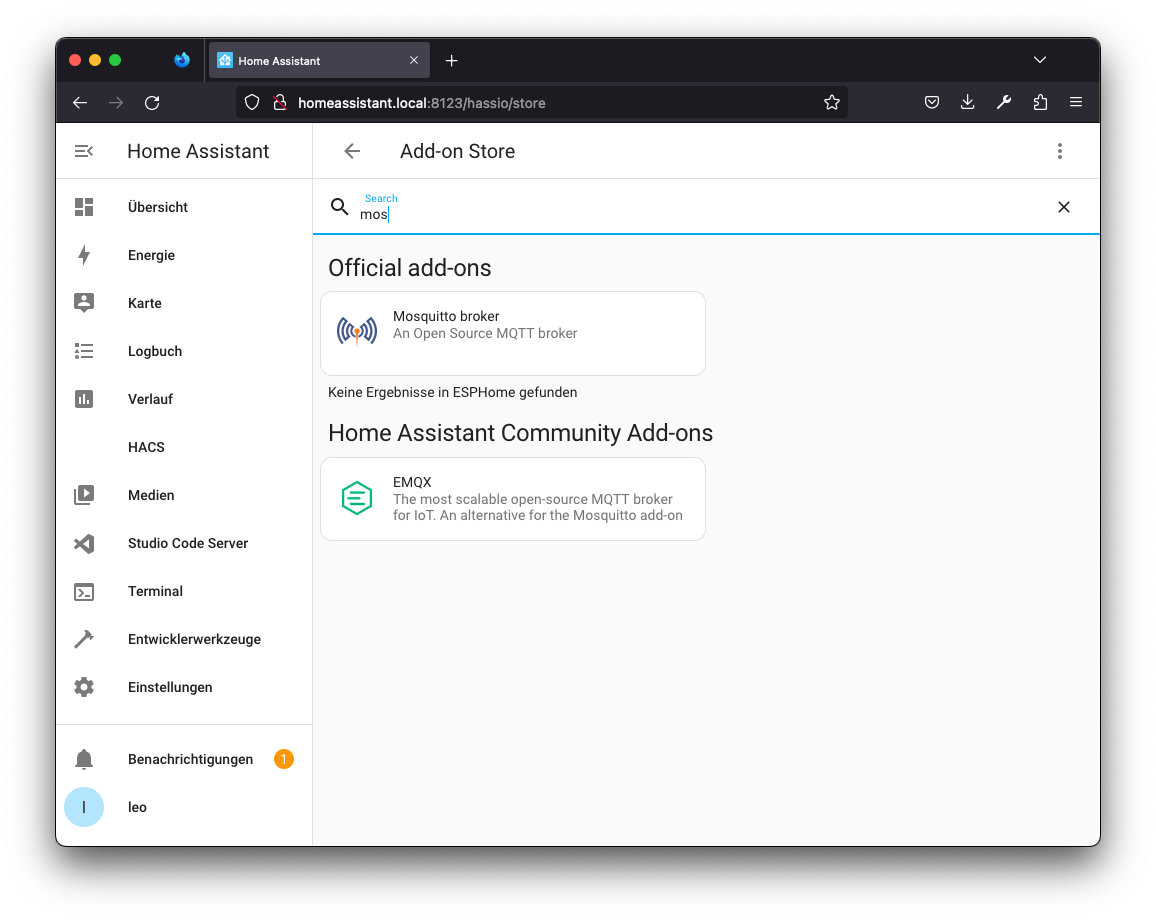 Home Assistant
homeassistant.local:8123/hassio/store
Home Assistant
Add-on Store
Übersicht
Energie
Karte
Logbuch
Verlauf
HACS
Medien
Studio Code Server
Terminal
Entwicklerwerkzeuge
Einstellungen
Benachrichtigungen
1
l
leo
Search
mos
Official add-ons
Mosquitto broker
An Open Source MQTT broker
Keine Ergebnisse in ESPHome gefunden
Home Assistant Community Add-ons
EMQX
The most scalable open-source MQTT broker
for IoT. An alternative for the Mosquitto add-on